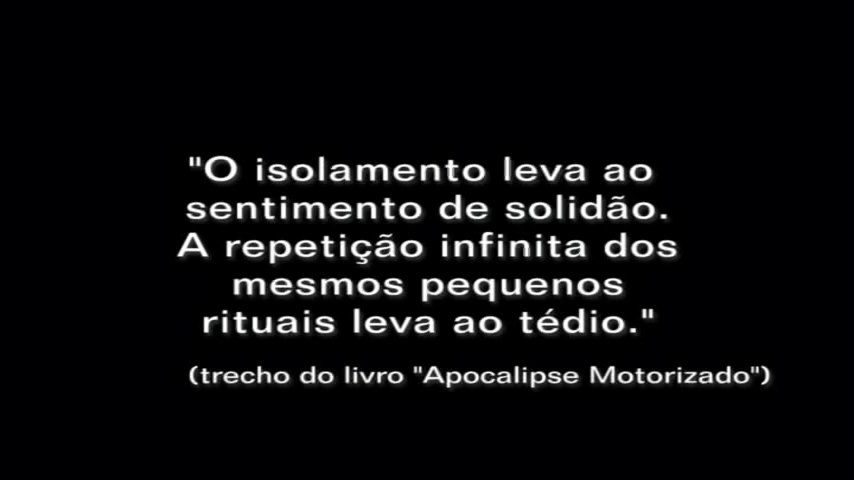 "O isolamento leva ao
sentimento de solidão.
A repetição infinita dos
mesmos pequenos
rituais leva ao tédio."
(trecho do livro "Apocalipse Motorizado")